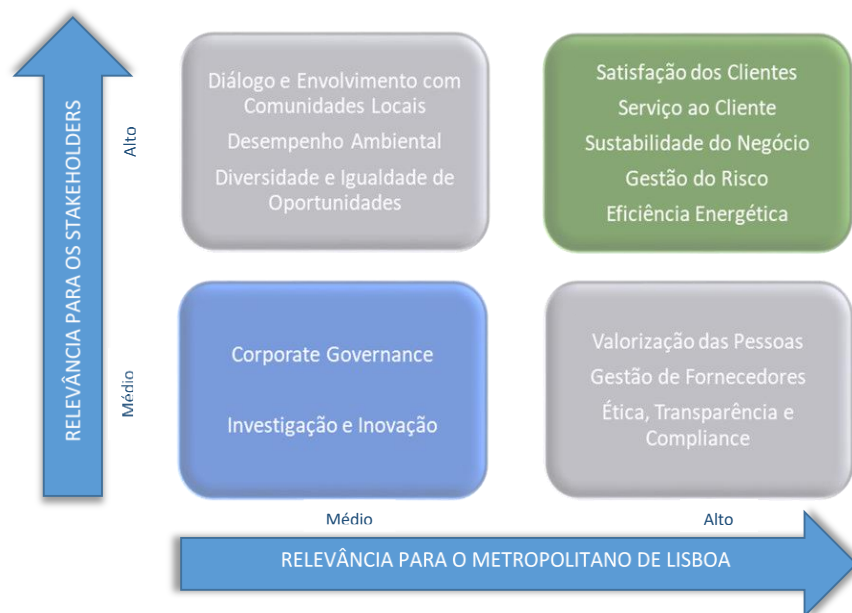 RELEVÂNCIA PARA OS STAKEHOLDERS
Alto
Médio
Diálogo e Envolvimento com
Comunidades Locais
Desempenho Ambiental
Diversidade e Igualdade de
Oportunidades
Satisfação dos Clientes
Serviço ao Cliente
Sustabilidade do Negócio
Gestão do Risco
Eficiência Energética
Corporate Governance
Investigação e Inovação
Valorização das Pessoas
Gestão de Fornecedores
Ética, Transparência e
Compliance
Médio
Alto
RELEVÂNCIA PARA O METROPOLITANO DE LISBOA